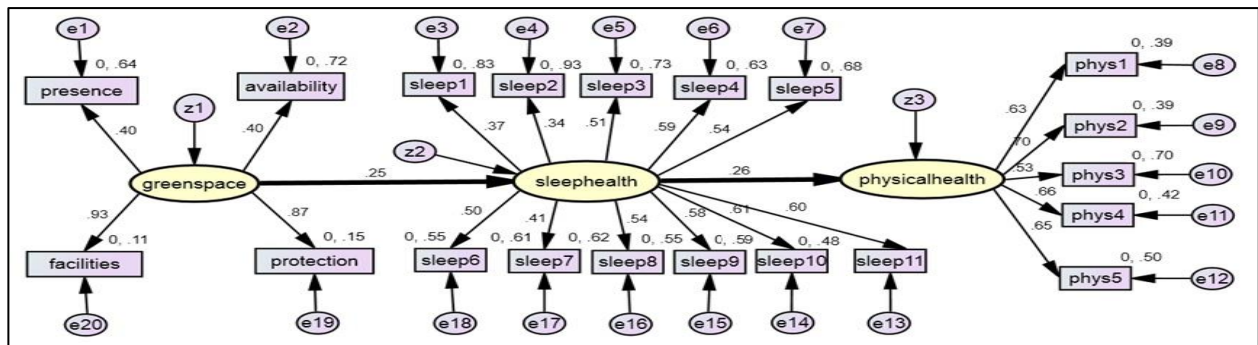 e1
e2
e3
e4
e5
e6
e7
0, .64
0, .72
0, .83
0, .93
0, .73
0, .63
0, .68
0, .39
presence
availability
sleep1
sleep2
sleep3
sleep4
sleep5
phys1
e8
z1
z3
.40
.40
.37
.34
.51
.59
.54
.63
0, .39
phys2
e9
z2
.70
greenspace
.25
sleephealth
.26
physicalhealth
.53
0, .70
phys3
e10
.66
0, .42
phys4
e11
.93
.87
.50
.41
.54
.58
.61
.60
.65
0, .11
0, .15
0, .55
0, .61
0, .62
0, .55
0, .59
0, .48
0, .50
facilities
protection
sleep6
sleep7
sleep8
sleep9
sleep10
sleep11
phys5
e12
e20
e19
e18
e17
e16
e15
e14
e13